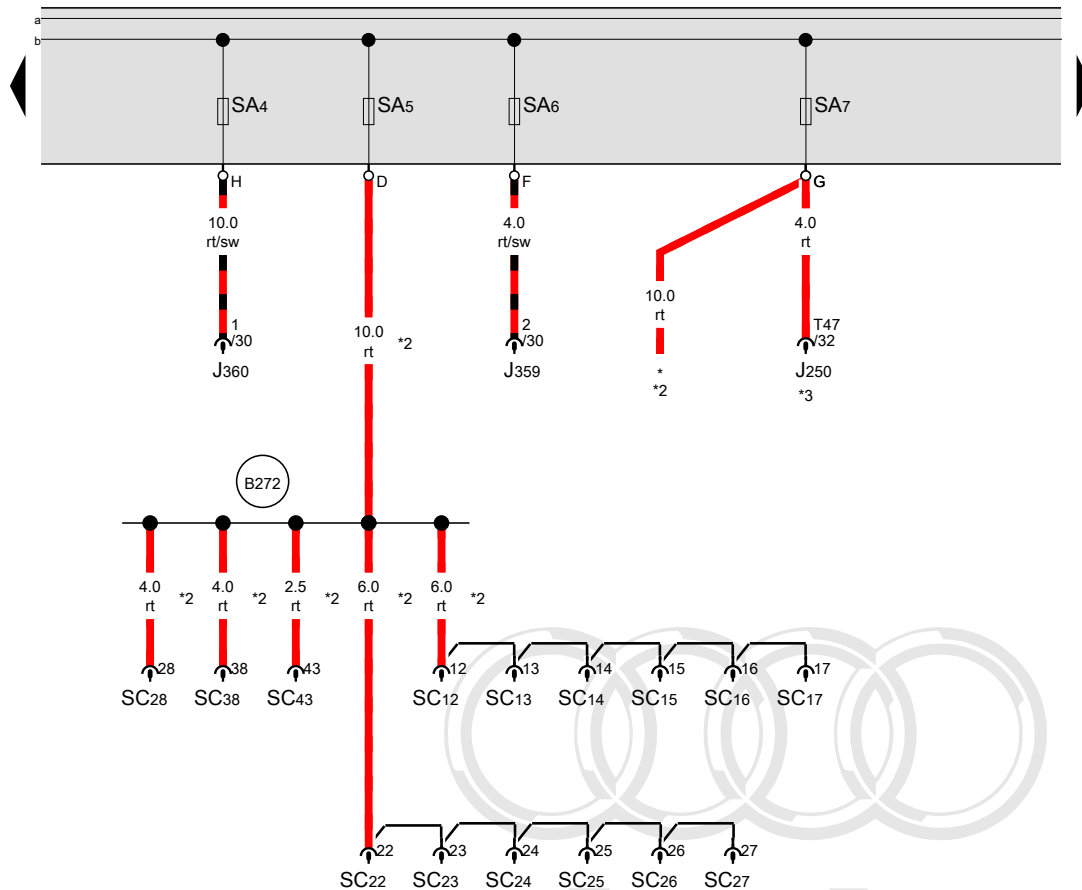 a
b
SA4 SA5 SA6 SA7
H D F G
10.0 4.0 4.0
rt/sw rt/sw rt
10.0
rt
10.0 *2
rt
1 2 T47
/30 /30 /32
J360 J359 * J250
*2 *3
B272
4.0 4.0 2.5 6.0 6.0
rt *2 rt *2 rt *2 rt *2 rt *2
28 38 43 12 13 14 15 16 17
SC28 SC38 SC43 SC12 SC13 SC14 SC15 SC16 SC17
22 23 24 25 26 27
SC22 SC23 SC24 SC25 SC26 SC27